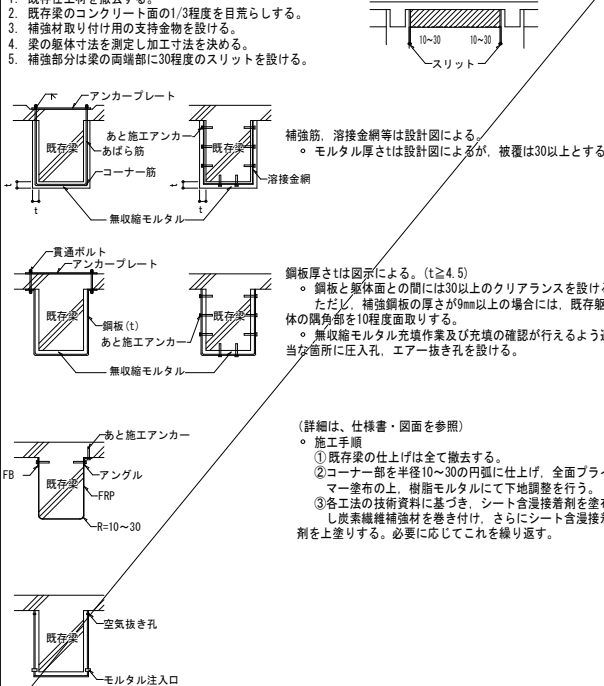 2. 既存梁のコンクリート面の1/3程度を目荒らしする。
3. 補強材取り付け用の支持金物を設ける。
4. 梁の躯体寸法を測定し加工寸法を決める。
5. 補強部分は梁の両端部に30程度のスリットを設ける。
10~30 10~30
スリット
下
アンカープレート
あと施工アンカー
既存梁
あばら筋
コーナー筋
既存梁
溶接金網
t
t
無収縮モルタル
補強筋, 溶接金網等は設計図による。
○ モルタル厚さtは設計図によるが, 被覆は30以上とする
貫通ボルト
アンカープレート
既存梁
鋼板(t)
あと施工アンカー
既存梁
無収縮モルタル
鋼板厚さtは図示による。(t≧4.5)
○ 鋼板と躯体面との間には30以上のクリアランスを設ける
ただし, 補強鋼板の厚さが9mm以上の場合には, 既存躯
体の隅角部を10程度面取りする。
○ 無収縮モルタル充填作業及び充填の確認が行えるよう適
当な箇所に圧入孔, エアー抜き孔を設ける。
あと施工アンカー
FB
既存梁
アングル
FRP
R=10~30
(詳細は、仕様書・図面を参照)
○ 施工手順
① 既存梁の仕上げは全て撤去する。
②コーナー部を半径10~30の円弧に仕上げ, 全面プライ
マー塗布の上, 樹脂モルタルにて下地調整を行う。
③各工法の技術資料に基づき, シート含浸接着剤を塗布
し炭素繊維補強材を巻き付け, さらにシート含浸接着
剤を上塗りする。必要に応じてこれを繰り返す。
既存梁
空気抜き孔
モルタル注入口